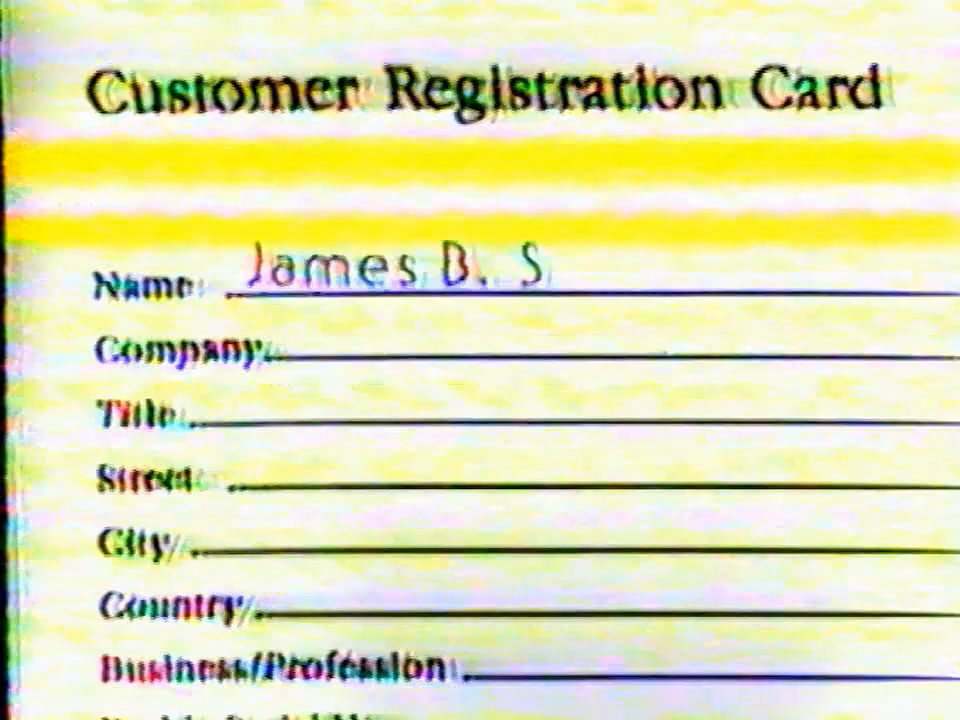 Customer Registration Card
Name: James B. S
Company:
Title:
Street:
City:
Country:
Business/Profession: